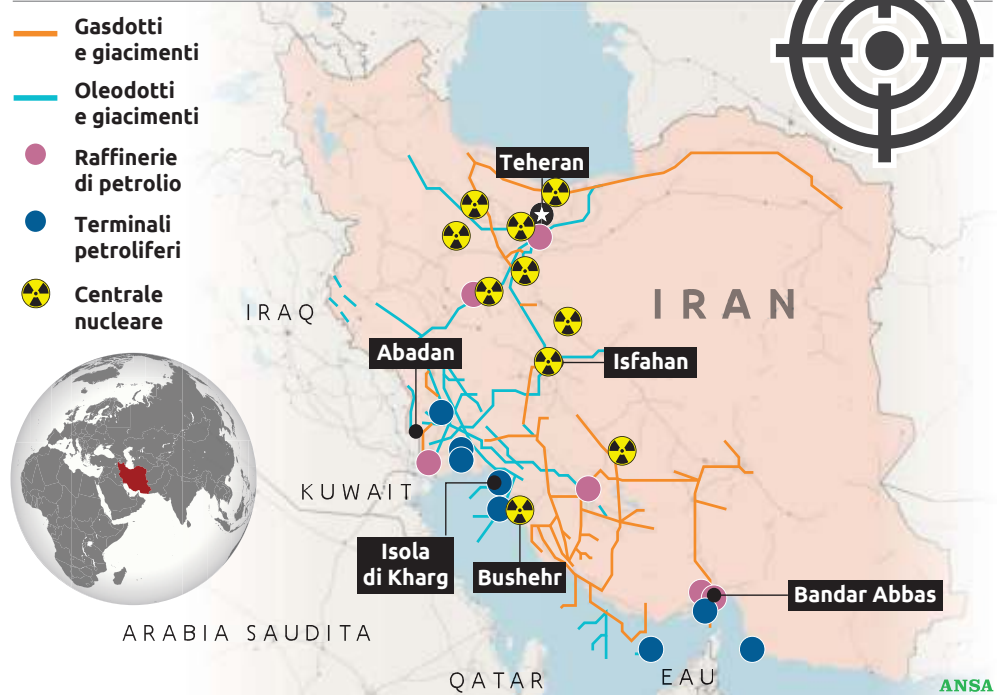 Gasdotti
e giacimenti
Oleodotti
e giacimenti
Raffinerie
di petrolio
Terminali
petroliferi
Centrale
nucleare
Teheran
IRAQ
IRAN
Abadan
Isfahan
KUWAIT
Isola
di Kharg
Bushehr
Bandar Abbas
ARABIA SAUDITA
QATAR
EAU
ANSA